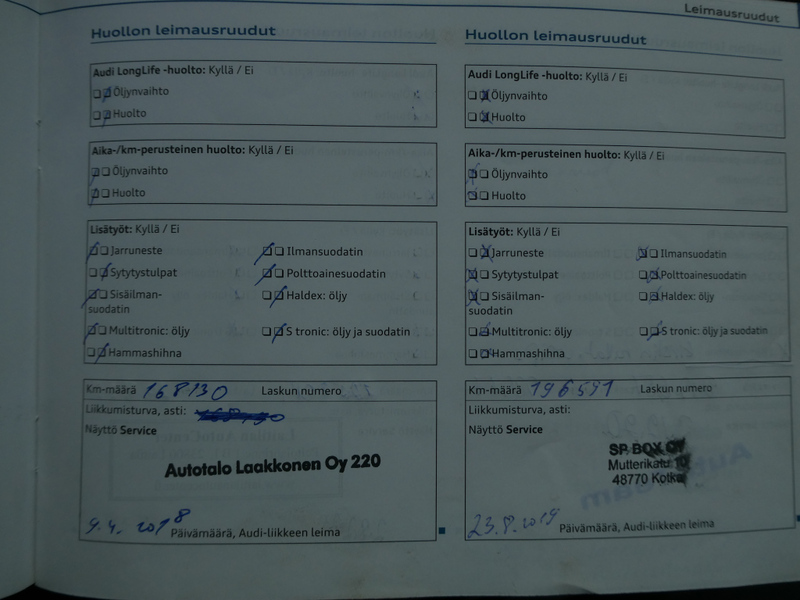 Leimausruudut
Huollon leimausruudut
Audi LongLife -huolto: Kyllä / Ei
Öljynvaihto
Huolto
Aika-/km-perusteinen huolto: Kyllä / Ei
Öljynvaihto
Huolto
Lisätyöt: Kyllä / Ei
Jarruneste
Ilmansuodatin
Sytytystulpat
Polttoainesuodatin
Sisäilman-
suodatin
Haldex: öljy
Multitronic: öljy
S tronic: öljy ja suodatin
Hammashihna
Km-määrä 168130 Laskun numero
Liikkumisturva, asti:
Näyttö Service
Autotalo Laakkonen Oy 220
9.4. 2018 Päivämäärä, Audi-liikkeen leima
Huollon leimausruudut
Audi LongLife -huolto: Kyllä / Ei
Öljynvaihto
Huolto
Aika-/km-perusteinen huolto: Kyllä / Ei
Öljynvaihto
Huolto
Lisätyöt: Kyllä / Ei
Jarruneste
Ilmansuodatin
Sytytystulpat
Polttoainesuodatin
Sisäilman-
suodatin
Haldex: öljy
Multitronic: öljy
S tronic: öljy ja suodatin
Hammashihna
Km-määrä 196591 Laskun numero
Liikkumisturva, asti:
Näyttö Service
SP BOX OY
Mutterikatu 10
48770 Kotka
23.8.2019 Päivämäärä, Audi-liikkeen leima